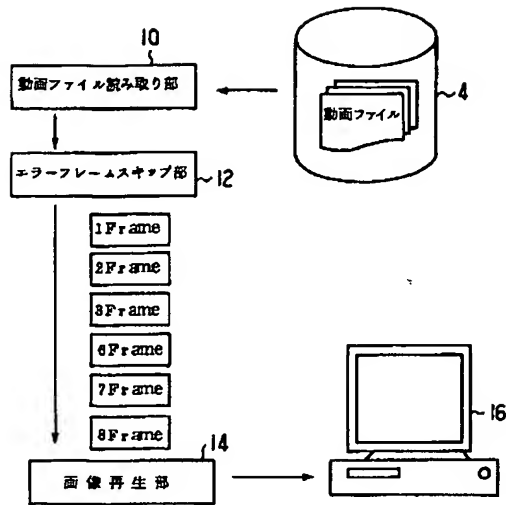 10
動画ファイル読み取り部
4
動画ファイル
エラーフレームスキップ部
12
1Frame
2Frame
3Frame
6Frame
7Frame
8Frame
16
14
画像再生部